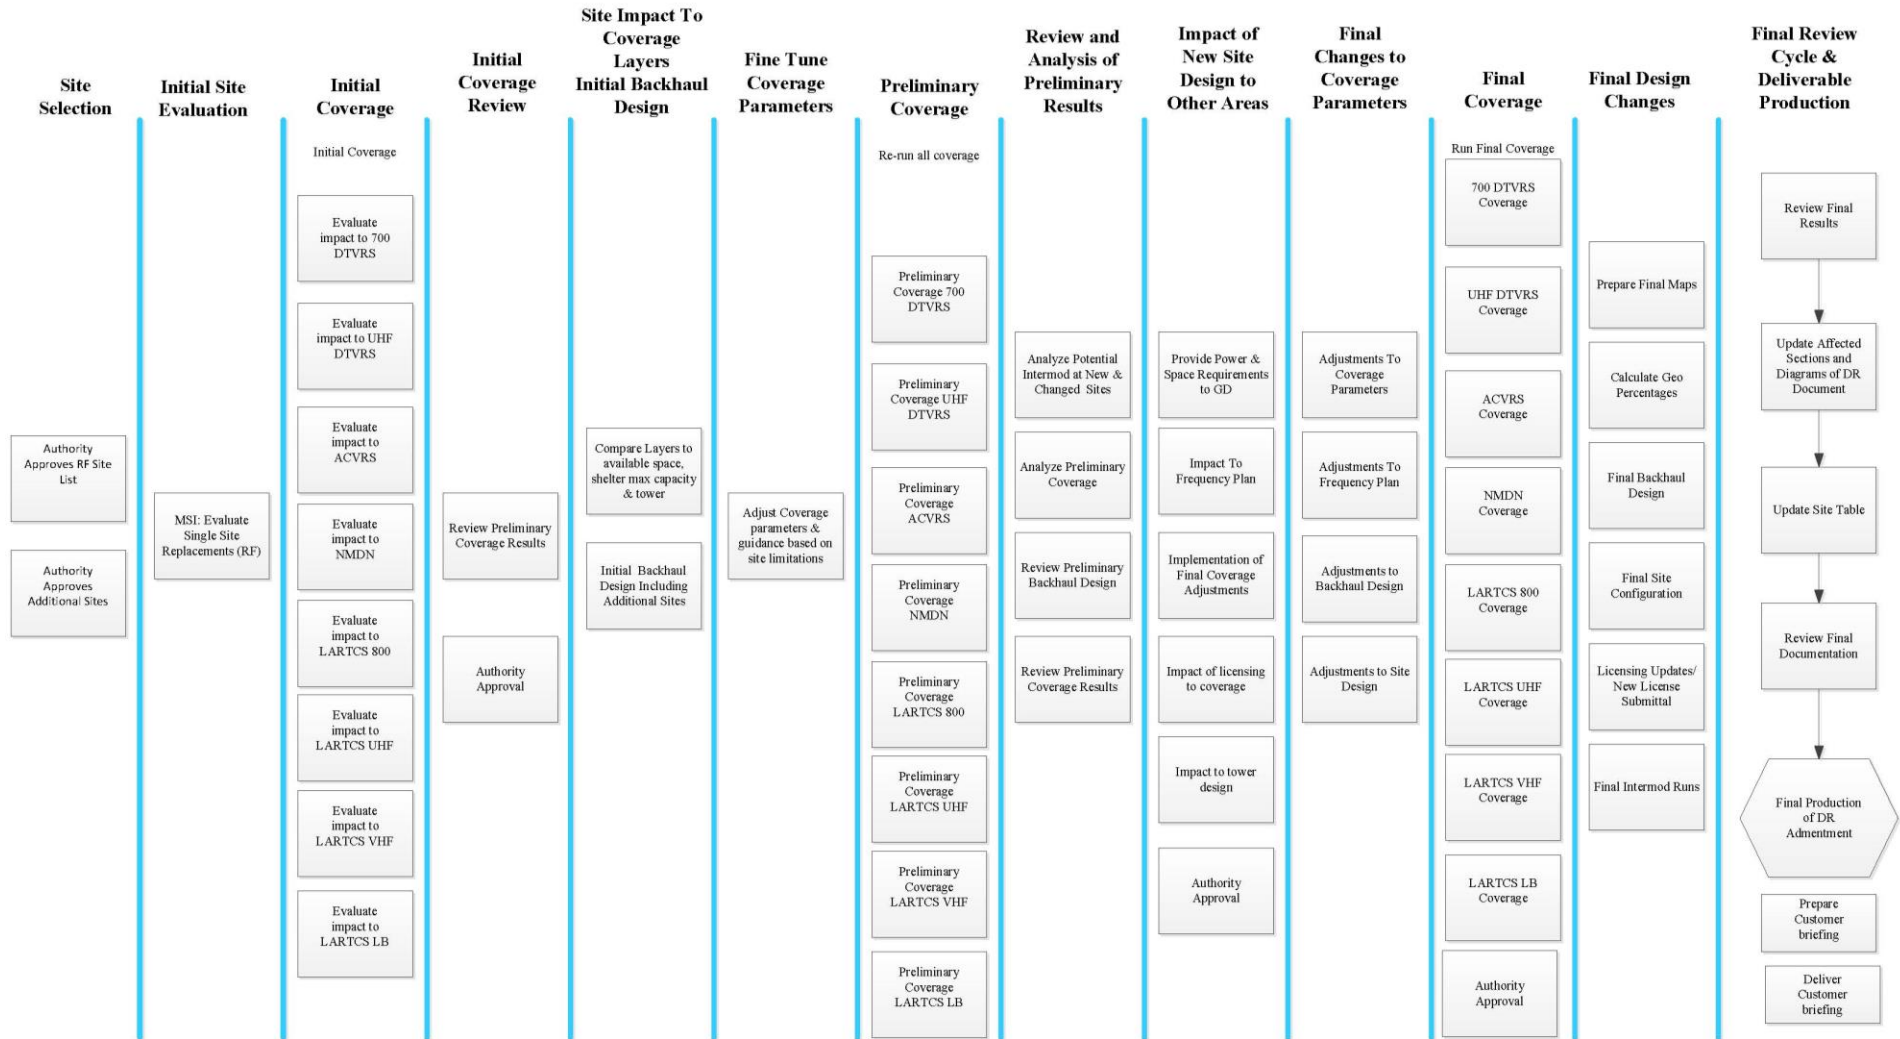 Site
Selection
Authority
Approves RF Site
List
Authority
Approves
Additional Sites
Initial Site
Evaluation
MSI: Evaluate
Single Site
Replacements (RF)
Initial
Coverage
Initial Coverage
Evaluate
impact to 700
DTVRS
Evaluate
impact to UHF
DTVRS
Evaluate
impact to
ACVRS
Evaluate
impact to
NMDN
Evaluate
impact to
LARTCS 800
Evaluate
impact to
LARTCS UHF
Evaluate
impact to
LARTCS VHF
Evaluate
impact to
LARTCS LB
Initial
Coverage
Review
Review Preliminary
Coverage Results
Authority
Approval
Site Impact To
Coverage
Layers
Initial Backhaul
Design
Compare Layers to
available space,
shelter max capacity
& tower
Initial Backhaul
Design Including
Additional Sites
Fine Tune
Coverage
Parameters
Adjust Coverage
parameters &
guidance based on
site limitations
Preliminary
Coverage
Re-run all coverage
Preliminary
Coverage 700
DTVRS
Preliminary
Coverage UHF
DTVRS
Preliminary
Coverage
ACVRS
Preliminary
Coverage
NMDN
Preliminary
Coverage
LARTCS 800
Preliminary
Coverage
LARTCS UHF
Preliminary
Coverage
LARTCS VHF
Preliminary
Coverage
LARTCS LB
Review and
Analysis of
Preliminary
Results
Analyze Potential
Intermod at New &
Changed Sites
Analyze Preliminary
Coverage
Review Preliminary
Backhaul Design
Review Preliminary
Coverage Results
Impact of
New Site
Design to
Other Areas
Provide Power &
Space Requirements
to GD
Impact To
Frequency Plan
Implementation of
Final Coverage
Adjustments
Impact of licensing
to coverage
Impact to tower
design
Authority
Approval
Final
Changes to
Coverage
Parameters
Adjustments To
Coverage
Parameters
Adjustments To
Frequency Plan
Adjustments to
Backhaul Design
Adjustments to Site
Design
Final
Coverage
Run Final Coverage
700 DTVRS
Coverage
UHF DTVRS
Coverage
ACVRS
Coverage
NMDN
Coverage
LARTCS 800
Coverage
LARTCS UHF
Coverage
LARTCS VHF
Coverage
LARTCS LB
Coverage
Authority
Approval
Final Design
Changes
Prepare Final Maps
Calculate Geo
Percentages
Final Backhaul
Design
Final Site
Configuration
Licensing Updates/
New License
Submittal
Final Intermod Runs
Final Review
Cycle &
Deliverable
Production
Review Final
Results
Update Affected
Sections and
Diagrams of DR
Document
Update Site Table
Review Final
Documentation
Final Production
of DR
Admentment
Prepare
Customer
briefing
Deliver
Customer
briefing